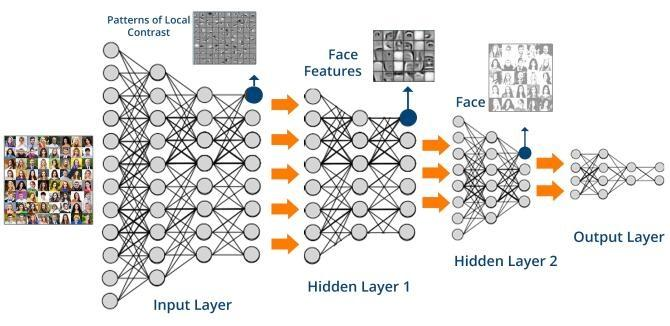 Patterns of Local
Contrast
Face
Features
Face
Input Layer
Hidden Layer 1
Hidden Layer 2
Output Layer